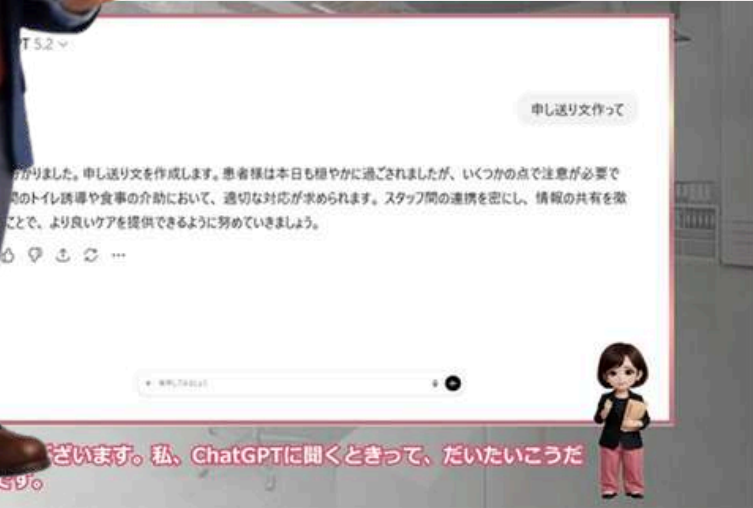 T 5.2
申し送り文作って
かりました。申し送り文を作成します。患者様は本日も穏やかに過ごされましたが、いくつかの点で注意が必要で
間のトイレ誘導や食事の介助において、適切な対応が求められます。スタッフ間の連携を密にし、情報の共有を徹
ことで、より良いケアを提供できるように努めていきましょう。
ざいます。私、ChatGPTに聞くときって、だいたいこうだ
です。